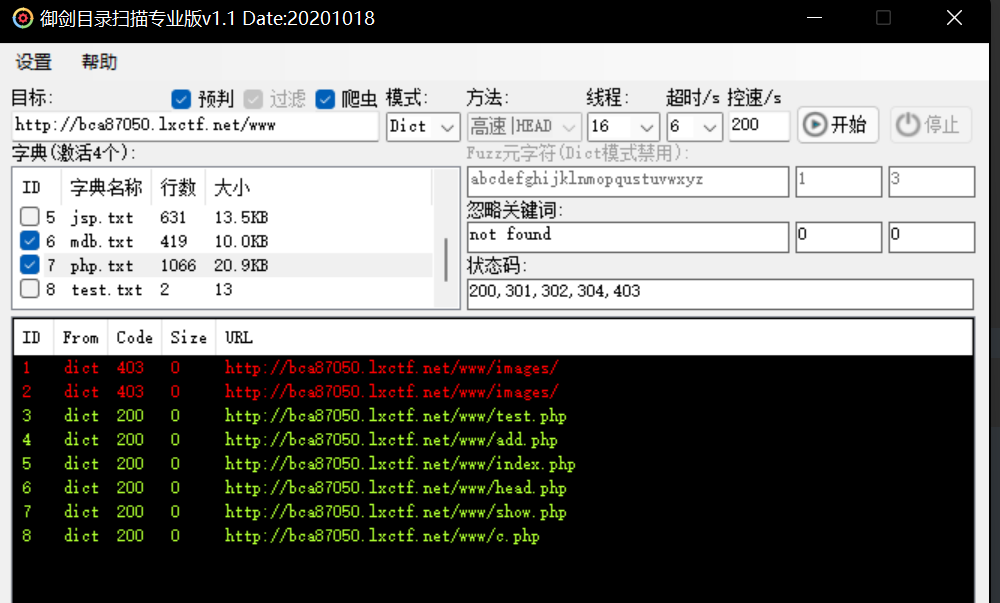 御剑目录扫描专业版v1.1 Date:20201018
设置 帮助
目标: 预判 过滤 爬虫 模式: 方法: 线程: 超时/s 控速/s
http://bca87050.lxctf.net/www Dict 高速|HEAD 16 6 200 开始 停止
字典(激活4个): Fuzz元字符(Dict模式禁用):
ID 字典名称 行数 大小 abcdefghijklnmopqustuvwxyz 1 3
5 jsp.txt 631 13.5KB 忽略关键词:
6 mdb.txt 419 10.0KB not found 0 0
7 php.txt 1066 20.9KB 状态码:
8 test.txt 2 13 200,301,302,304,403
ID From Code Size URL
1 dict 403 0 http://bca87050.lxctf.net/www/images/
2 dict 403 0 http://bca87050.lxctf.net/www/images/
3 dict 200 0 http://bca87050.lxctf.net/www/test.php
4 dict 200 0 http://bca87050.lxctf.net/www/add.php
5 dict 200 0 http://bca87050.lxctf.net/www/index.php
6 dict 200 0 http://bca87050.lxctf.net/www/head.php
7 dict 200 0 http://bca87050.lxctf.net/www/show.php
8 dict 200 0 http://bca87050.lxctf.net/www/c.php